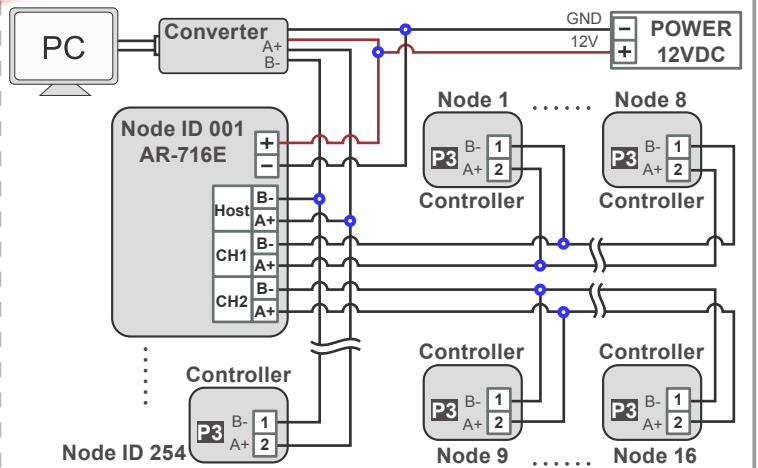 PC
Converter
A+
B-
GND
12V
− POWER
+ 12VDC
Node ID 001
AR-716E
+
−
Host B-
A+
CH1 B-
A+
CH2 B-
A+
Node 1 ...... Node 8
P3 B- 1
A+ 2
Controller
P3 B- 1
A+ 2
Controller
Controller
P3 B- 1
A+ 2
Node 9 ...... Node 16
Controller
P3 B- 1
A+ 2
Controller
P3 B- 1
A+ 2
Node ID 254